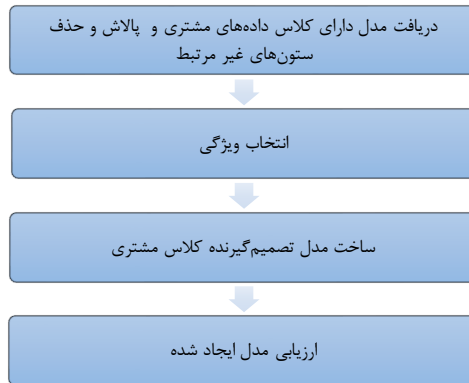 دریافت مدل دارای کلاس داده‌های مشتری و پالاش و حذف
ستون‌های غیر مرتبط
انتخاب ویژگی
ساخت مدل تصمیم‌گیرنده کلاس مشتری
ارزیابی مدل ایجاد شده